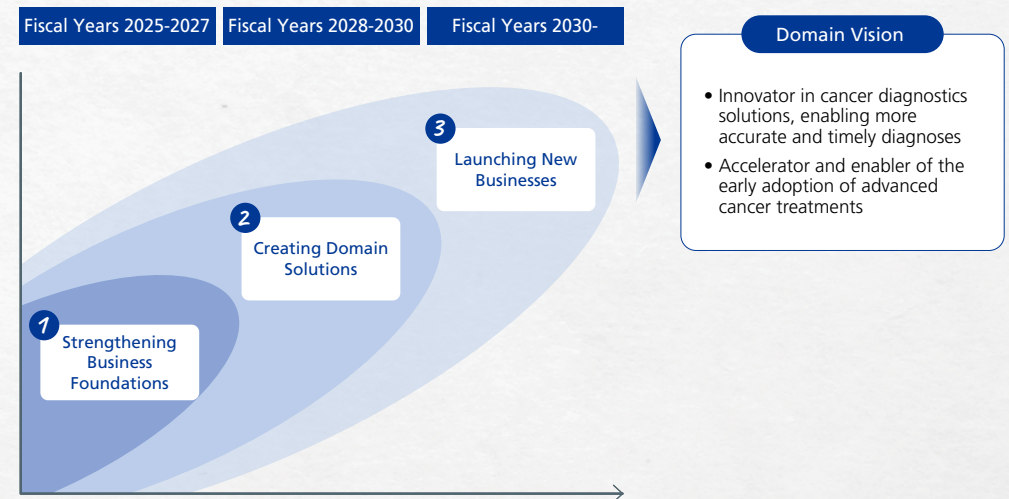 Fiscal Years 2025-2027
Fiscal Years 2028-2030
Fiscal Years 2030-
1
Strengthening
Business
Foundations
2
Creating Domain
Solutions
3
Launching New
Businesses
Domain Vision
• Innovator in cancer diagnostics
solutions, enabling more
accurate and timely diagnoses
• Accelerator and enabler of the
early adoption of advanced
cancer treatments